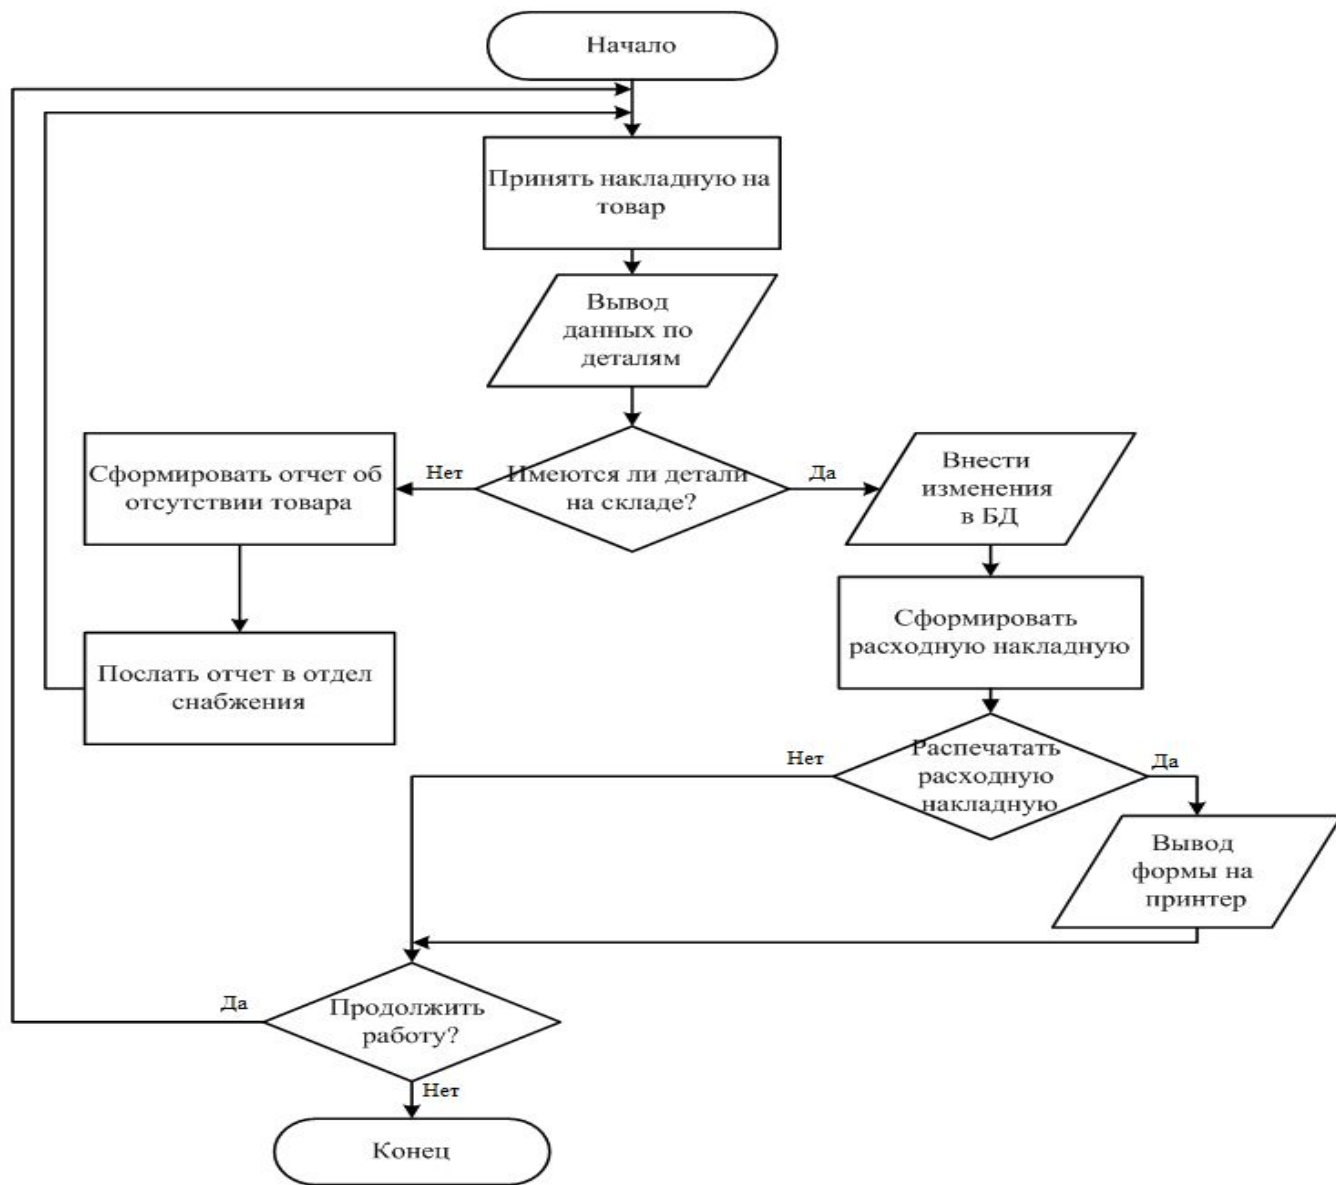 Начало
Принять накладную на
товар
Вывод
данных по
деталям
Имеются ли детали
на складе?
Нет
Да
Сформировать отчет об
отсутствии товара
Внести
изменения
в БД
Послать отчет в отдел
снабжения
Сформировать
расходную накладную
Распечатать
расходную
накладную
Нет
Да
Вывод
формы на
принтер
Продолжить
работу?
Да
Нет
Конец